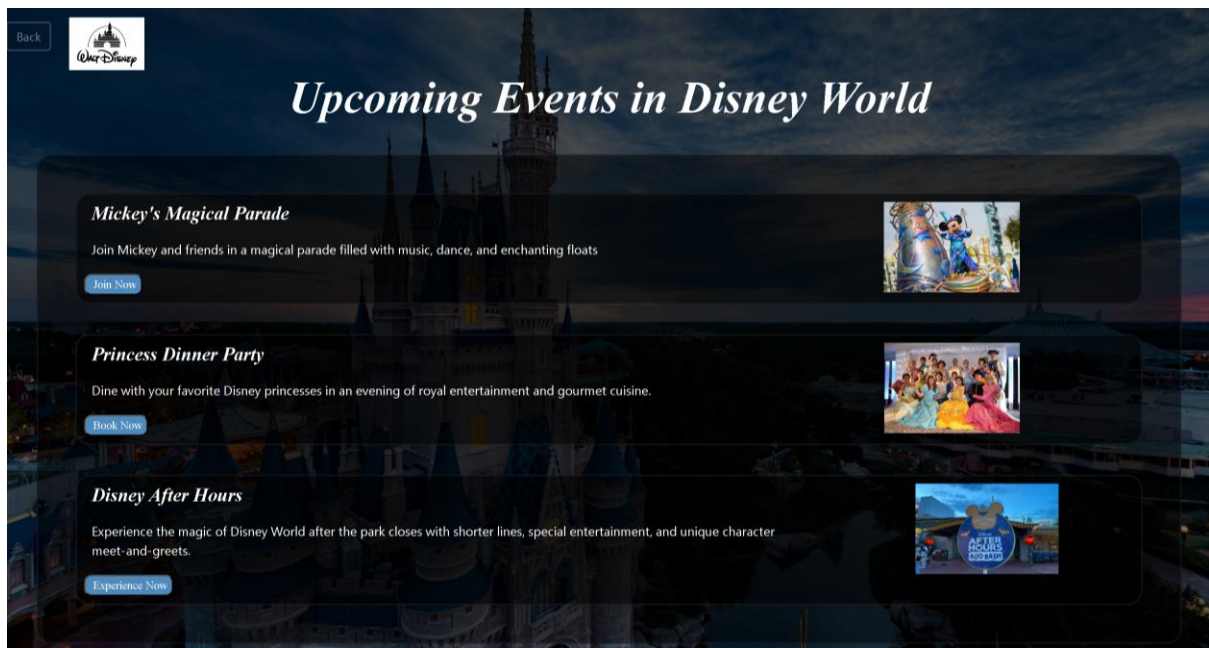 Back
WALT DISNEY
Upcoming Events in Disney World
Mickey's Magical Parade
Join Mickey and friends in a magical parade filled with music, dance, and enchanting floats
Join Now
Princess Dinner Party
Dine with your favorite Disney princesses in an evening of royal entertainment and gourmet cuisine.
Book Now
Disney After Hours
Experience the magic of Disney World after the park closes with shorter lines, special entertainment, and unique character
meet-and-greets.
Experience Now
Disney
AFTER
HOURS
BOO BASH